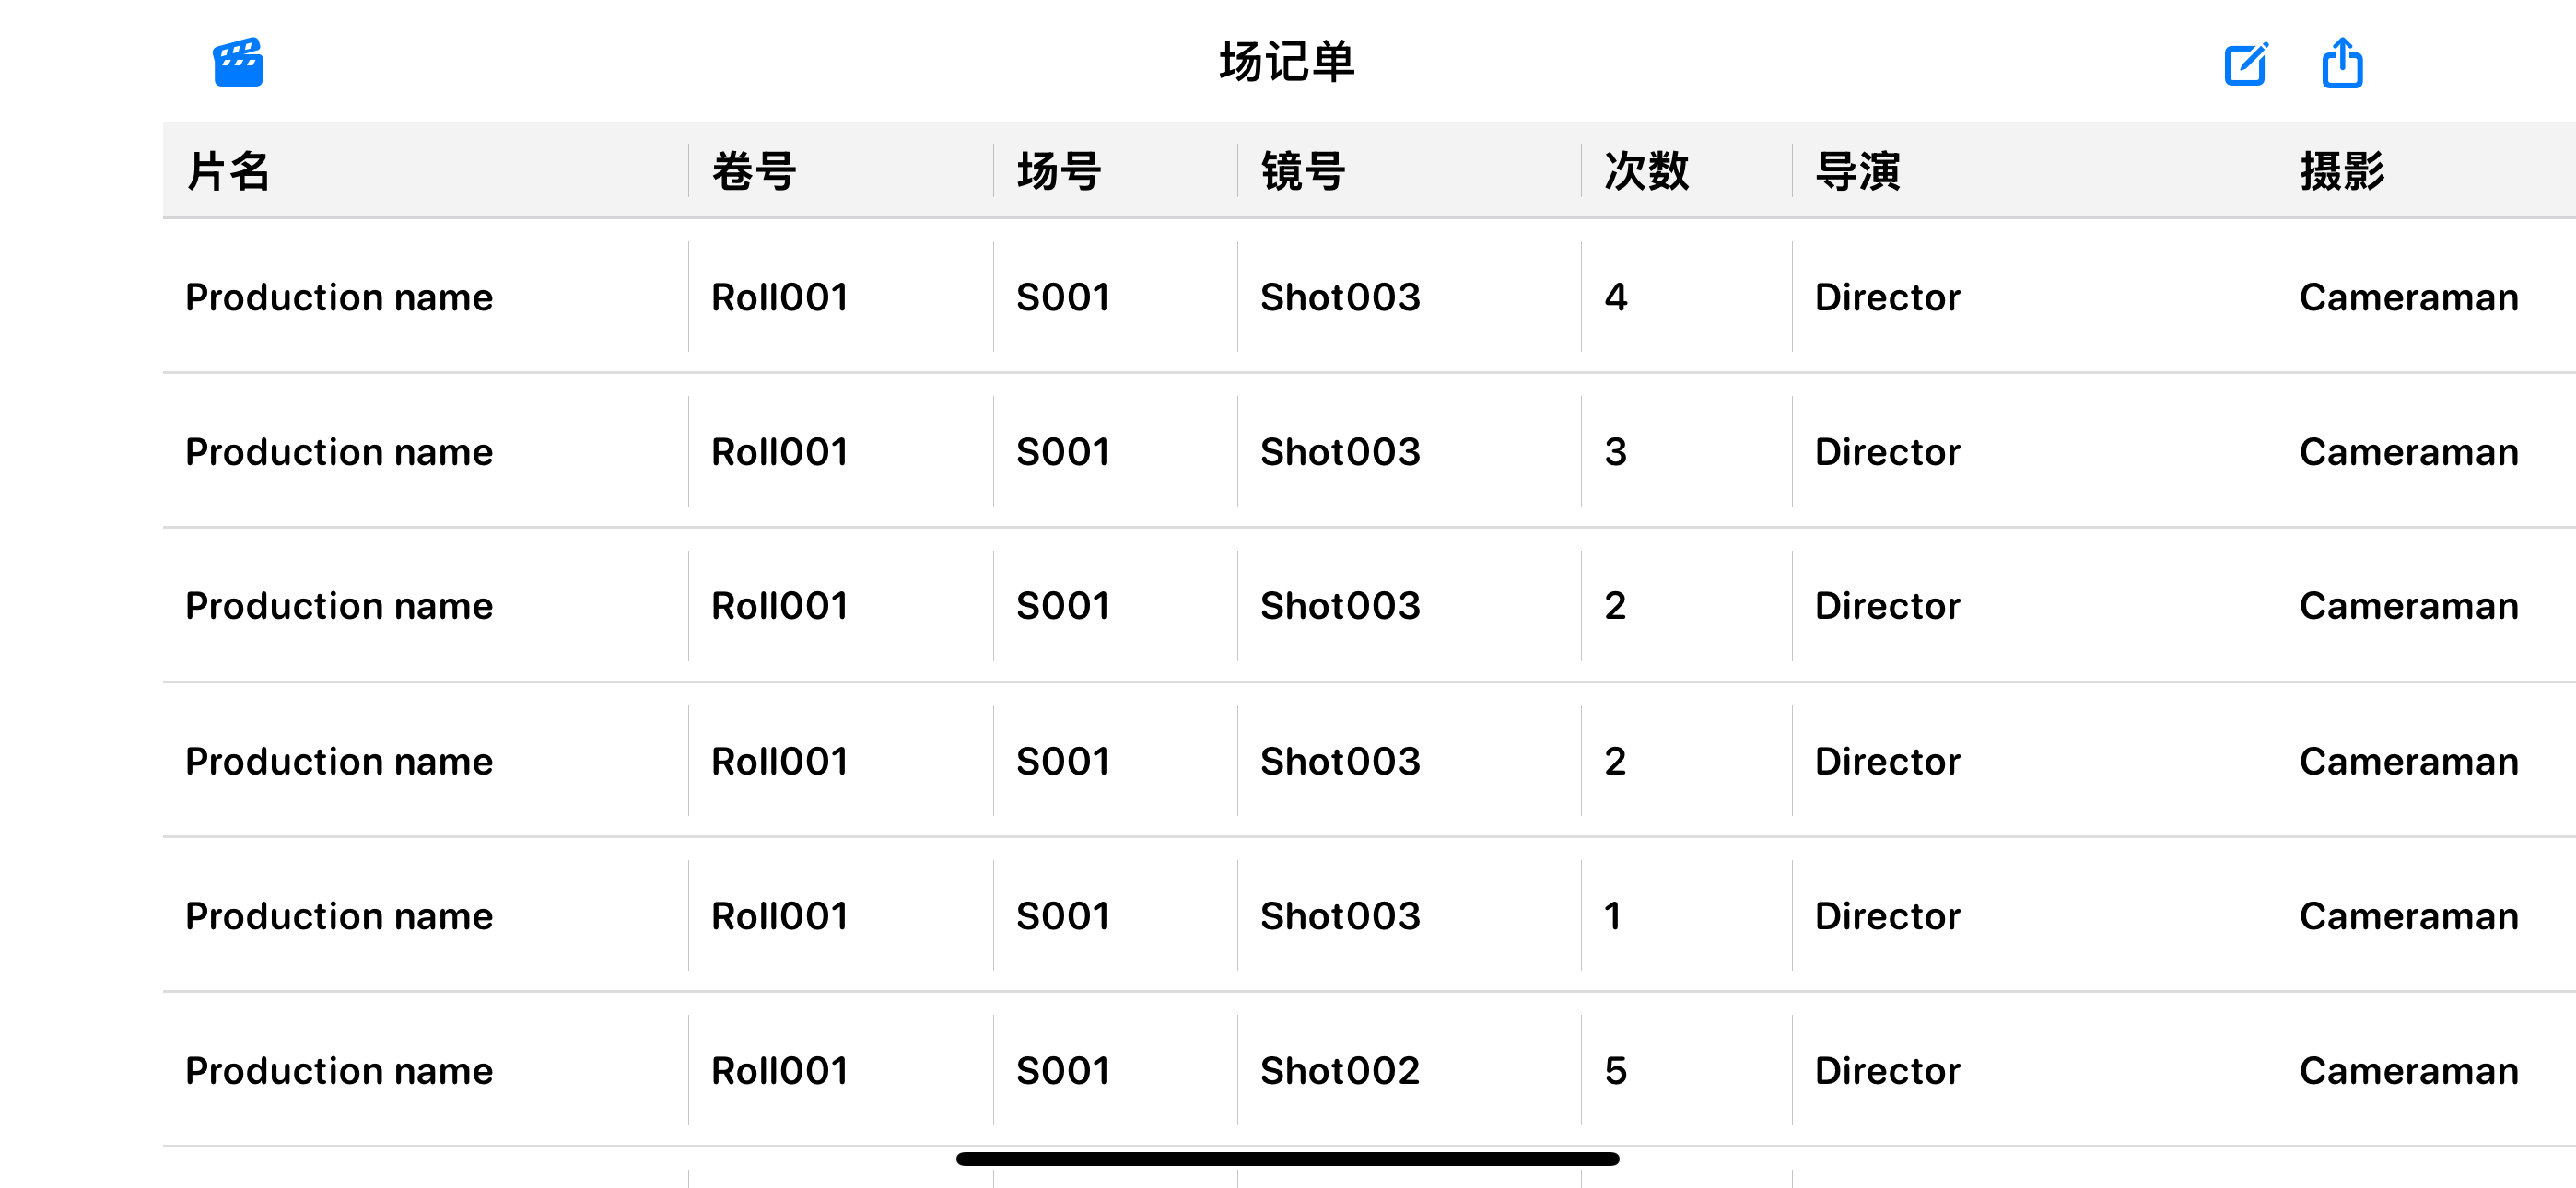 场记单
片名 卷号 场号 镜号 次数 导演 摄影
Production name Roll001 S001 Shot003 4 Director Cameraman
Production name Roll001 S001 Shot003 3 Director Cameraman
Production name Roll001 S001 Shot003 2 Director Cameraman
Production name Roll001 S001 Shot003 2 Director Cameraman
Production name Roll001 S001 Shot003 1 Director Cameraman
Production name Roll001 S001 Shot002 5 Director Cameraman